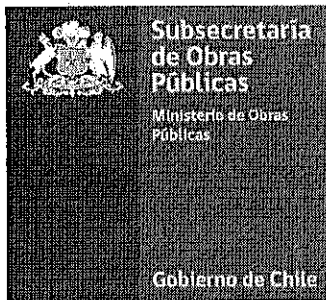 Subsecretaría
de Obras
Públicas
Ministerio de Obras
Públicas
Gobierno de Chile